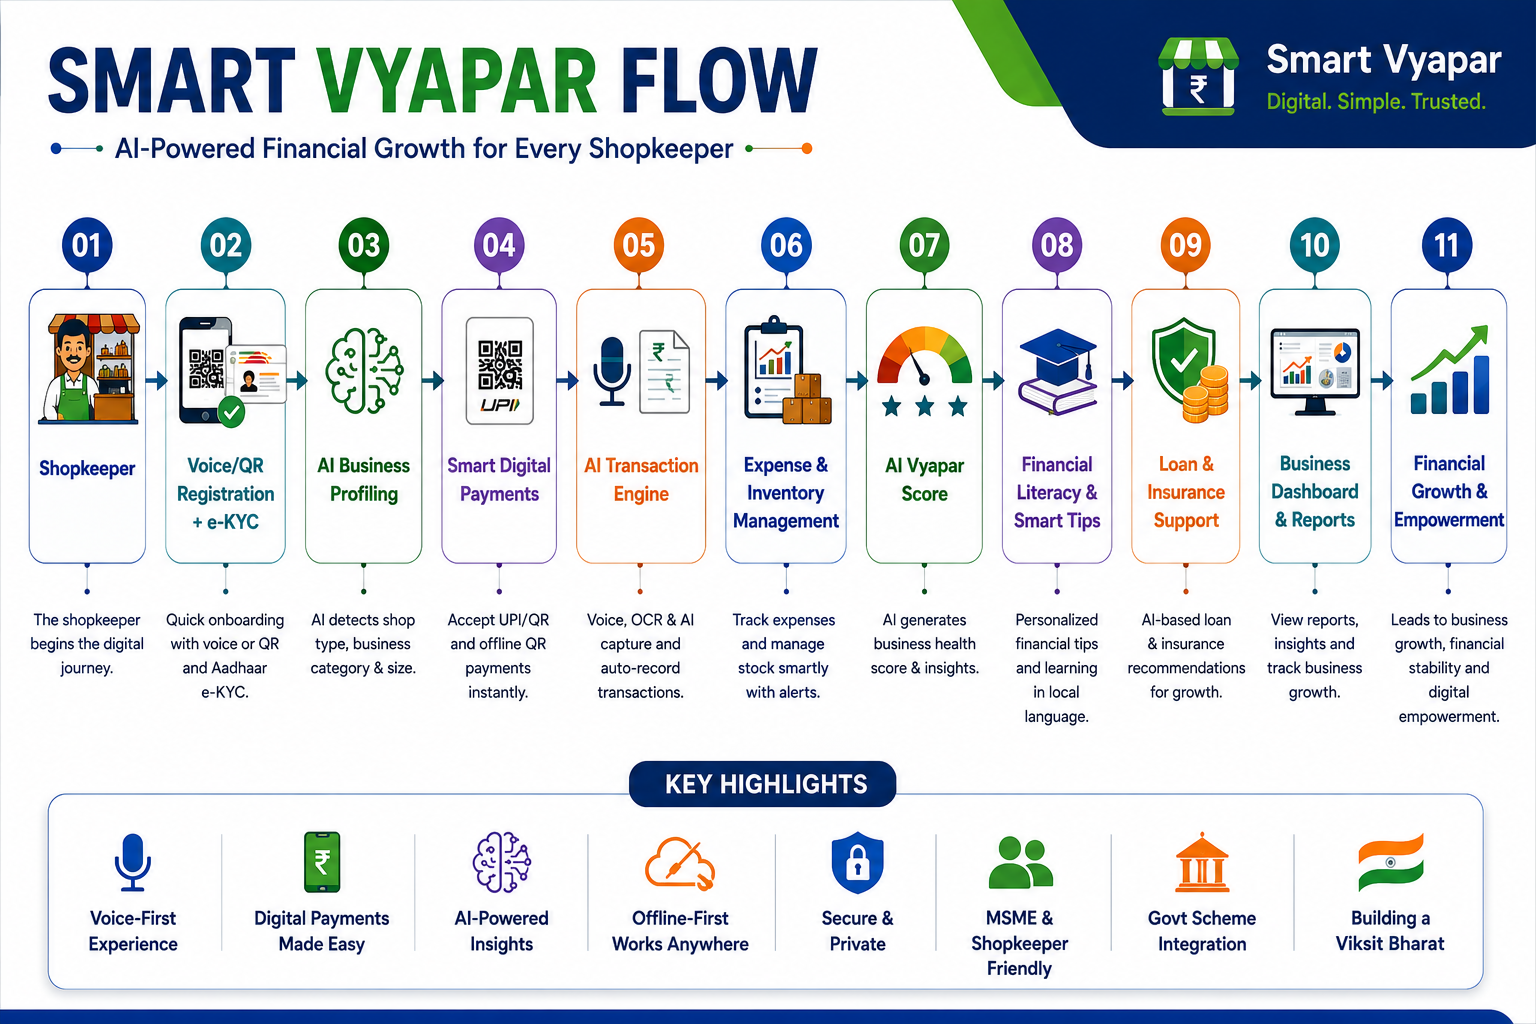 SMART VYAPAR FLOW
AI-Powered Financial Growth for Every Shopkeeper
Smart Vyapar
Digital. Simple. Trusted.
₹
01
Shopkeeper
The shopkeeper
begins the digital
journey.
02
Voice/QR
Registration
+ e-KYC
Quick onboarding
with voice or QR
and Aadhaar
e-KYC.
03
AI Business
Profiling
AI detects shop
type, business
category & size.
04
UPI
Smart Digital
Payments
Accept UPI/QR
and offline QR
payments
instantly.
05
₹
₹
AI Transaction
Engine
Voice, OCR & AI
capture and
auto-record
transactions.
06
Expense &
Inventory
Management
Track expenses
and manage
stock smartly
with alerts.
07
AI Vyapar
Score
AI generates
business health
score & insights.
08
Financial
Literacy &
Smart Tips
Personalized
financial tips
and learning
in local
language.
09
Loan &
Insurance
Support
AI-based loan
& insurance
recommendations
for growth.
10
Business
Dashboard
& Reports
View reports,
insights and
track business
growth.
11
Financial
Growth &
Empowerment
Leads to business
growth, financial
stability and
digital
empowerment.
KEY HIGHLIGHTS
Voice-First
Experience
₹
Digital Payments
Made Easy
AI-Powered
Insights
Offline-First
Works Anywhere
Secure &
Private
MSME &
Shopkeeper
Friendly
Govt Scheme
Integration
Building a
Viksit Bharat